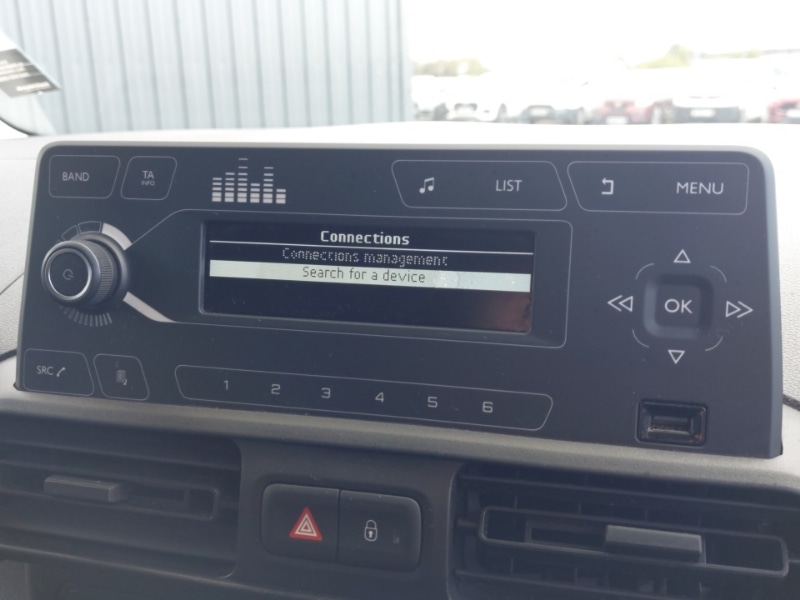 BAND
TA
INFO
LIST
MENU
Connections
Connections management
Search for a device
OK
SRC
1 2 3 4 5 6